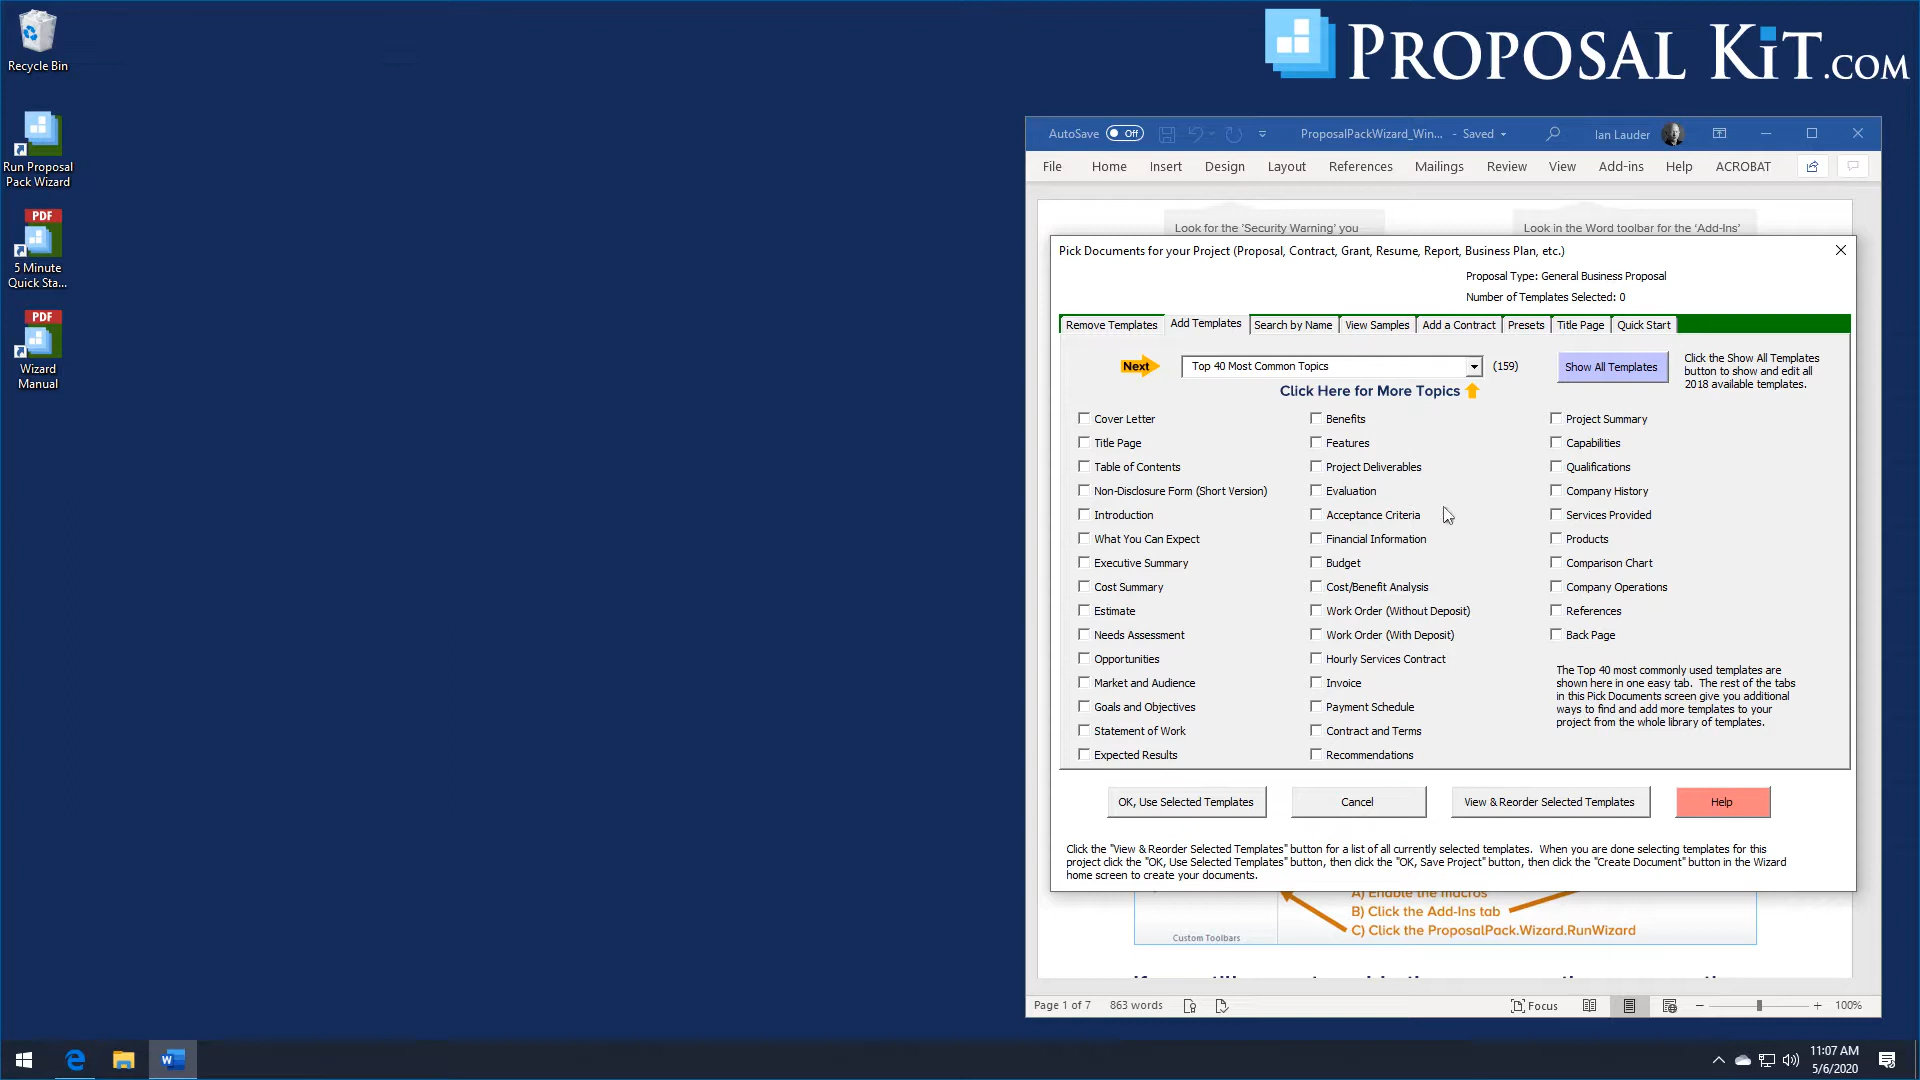 Recycle Bin
Run Proposal
Pack Wizard
PDF
5 Minute
Quick Sta...
PDF
Wizard
Manual
PROPOSAL KIT.COM
AutoSave Off ProposalPackWizard_Win... - Saved Ian Lauder
File Home Insert Design Layout References Mailings Review View Add-ins Help ACROBAT
Look for the 'Security Warning' you Look in the Word toolbar for the 'Add-Ins'
Pick Documents for your Project (Proposal, Contract, Grant, Resume, Report, Business Plan, etc.)
Proposal Type: General Business Proposal
Number of Templates Selected: 0
Remove Templates Add Templates Search by Name View Samples Add a Contract Presets Title Page Quick Start
Next Top 40 Most Common Topics (159) Show All Templates
Click the Show All Templates
button to show and edit all
2018 available templates.
Click Here for More Topics
Cover Letter
Title Page
Table of Contents
Non-Disclosure Form (Short Version)
Introduction
What You Can Expect
Executive Summary
Cost Summary
Estimate
Needs Assessment
Opportunities
Market and Audience
Goals and Objectives
Statement of Work
Expected Results
Benefits
Features
Project Deliverables
Evaluation
Acceptance Criteria
Financial Information
Budget
Cost/Benefit Analysis
Work Order (Without Deposit)
Work Order (With Deposit)
Hourly Services Contract
Invoice
Payment Schedule
Contract and Terms
Recommendations
Project Summary
Capabilities
Qualifications
Company History
Services Provided
Products
Comparison Chart
Company Operations
References
Back Page
The Top 40 most commonly used templates are
shown here in one easy tab. The rest of the tabs
in this Pick Documents screen give you additional
ways to find and add more templates to your
project from the whole library of templates.
OK, Use Selected Templates Cancel View & Reorder Selected Templates Help
Click the "View & Reorder Selected Templates" button for a list of all currently selected templates. When you are done selecting templates for this
project click the "OK, Use Selected Templates" button, then click the "OK, Save Project" button, then click the "Create Document" button in the Wizard
home screen to create your documents.
A) Enable the macros
B) Click the Add-Ins tab
C) Click the ProposalPack.Wizard.RunWizard
Custom Toolbars
Page 1 of 7 863 words Focus 100%
11:07 AM
5/6/2020